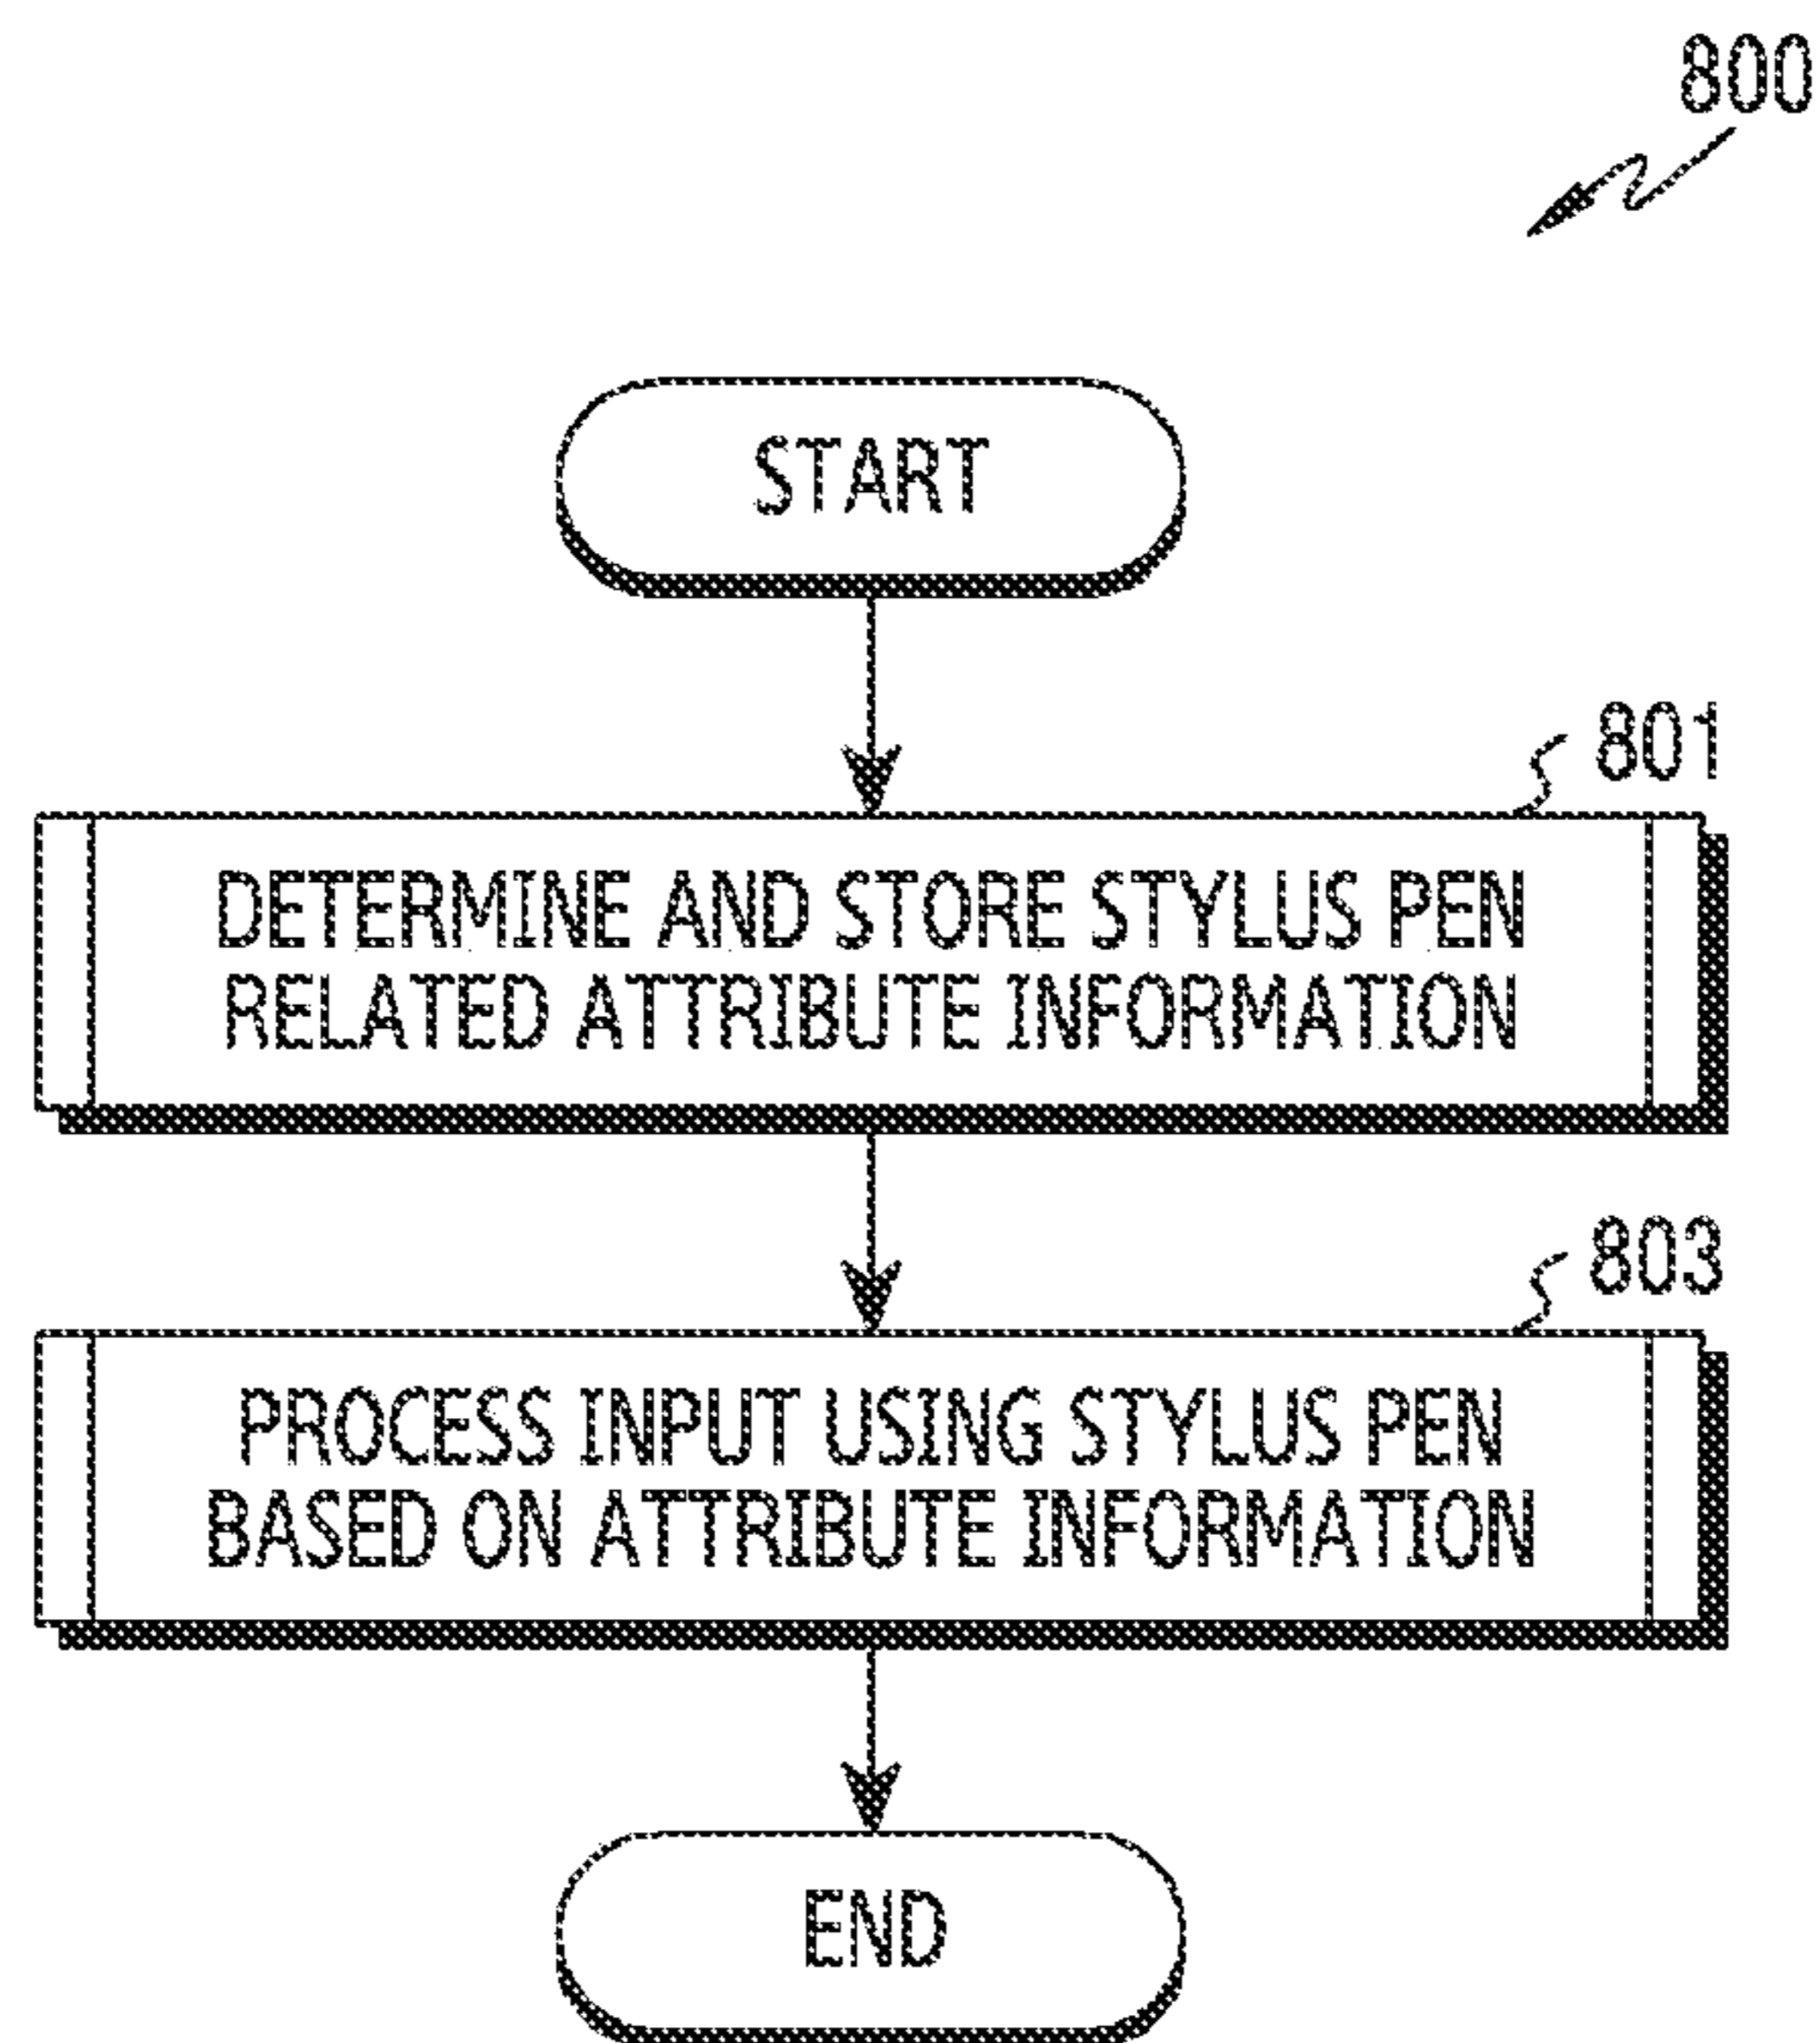 800
START
801
DETERMINE AND STORE STYLUS PEN
RELATED ATTRIBUTE INFORMATION
803
PROCESS INPUT USING STYLUS PEN
BASED ON ATTRIBUTE INFORMATION
END